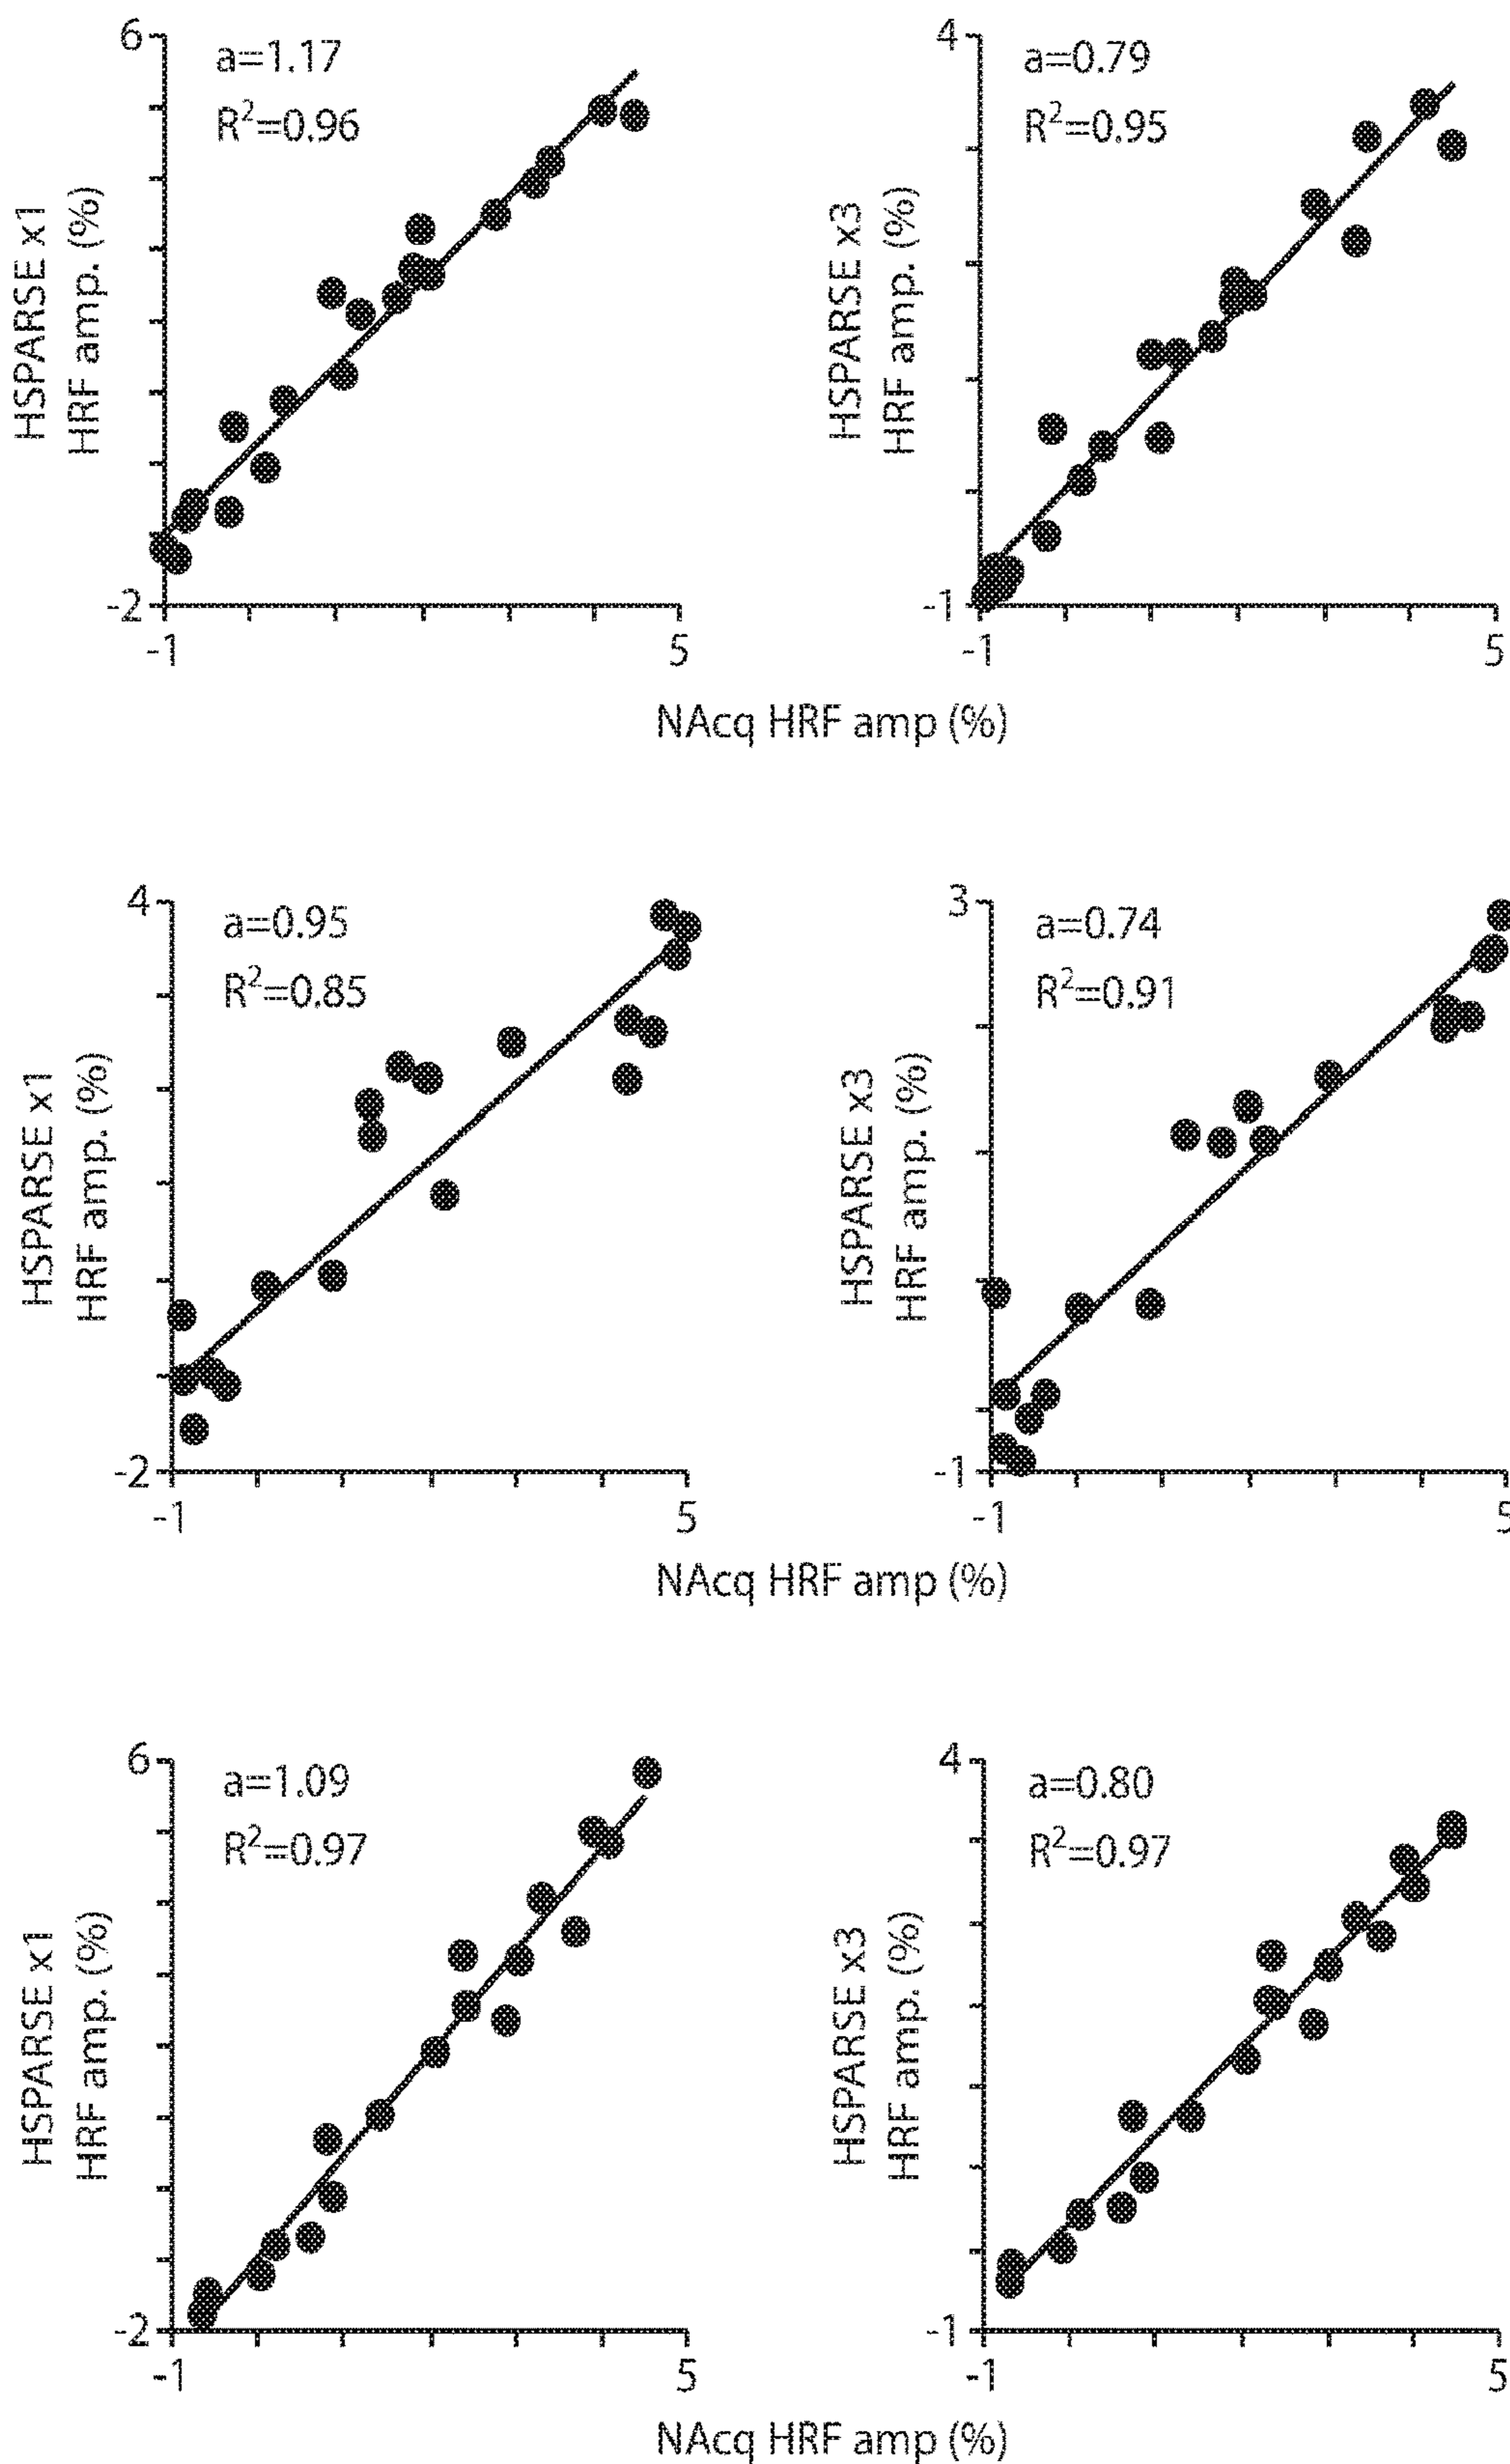 6
a=1.17
R²=0.96
HSPARSE x1
HRF amp. (%)
-2
-1
5
4
a=0.79
R²=0.95
HSPARSE x3
HRF amp. (%)
-1
-1
5
NAcq HRF amp (%)
4
a=0.95
R²=0.85
HSPARSE x1
HRF amp. (%)
-2
-1
5
3
a=0.74
R²=0.91
HSPARSE x3
HRF amp. (%)
-1
-1
5
NAcq HRF amp (%)
6
a=1.09
R²=0.97
HSPARSE x1
HRF amp. (%)
-2
-1
5
4
a=0.80
R²=0.97
HSPARSE x3
HRF amp. (%)
-1
-1
5
NAcq HRF amp (%)